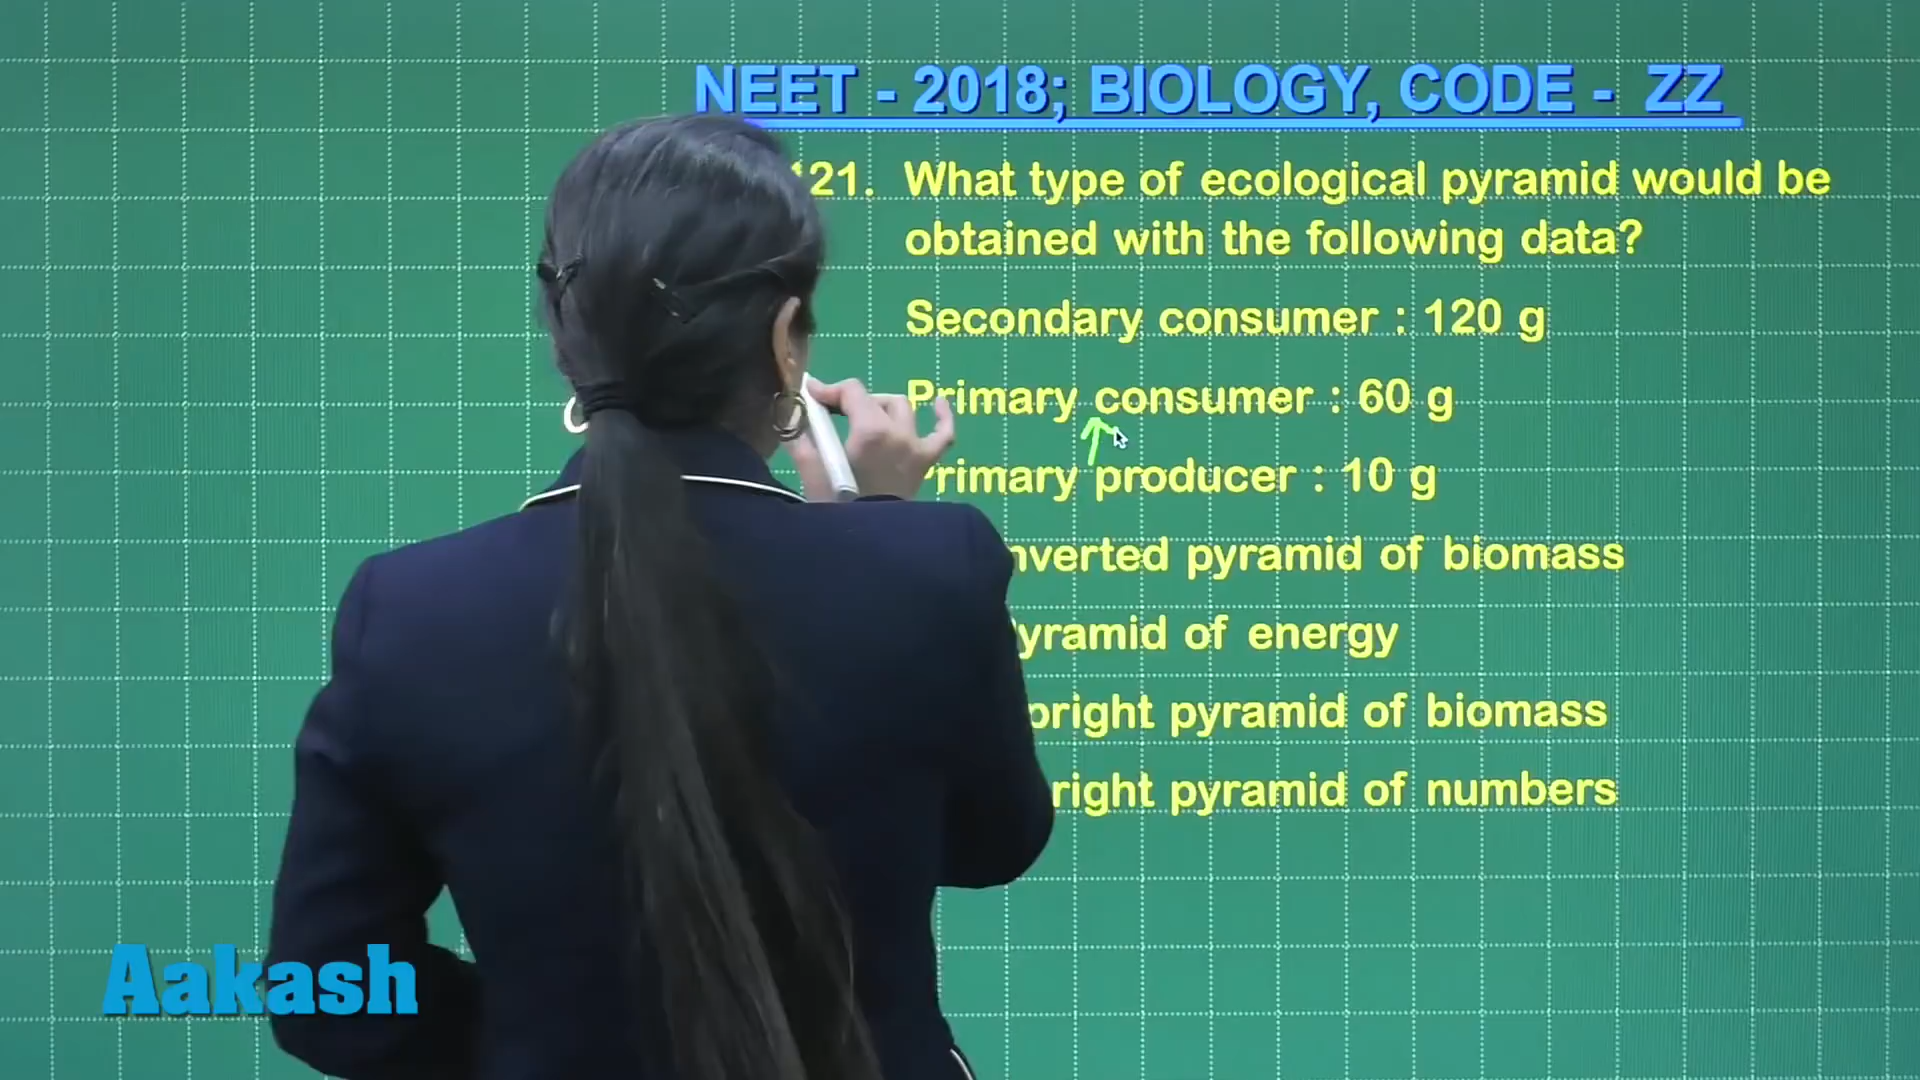 NEET - 2018; BIOLOGY, CODE - ZZ
121. What type of ecological pyramid would be
obtained with the following data?
Secondary consumer : 120 g
Primary consumer : 60 g
Primary producer : 10 g
nverted pyramid of biomass
yramid of energy
pright pyramid of biomass
right pyramid of numbers
Aakash